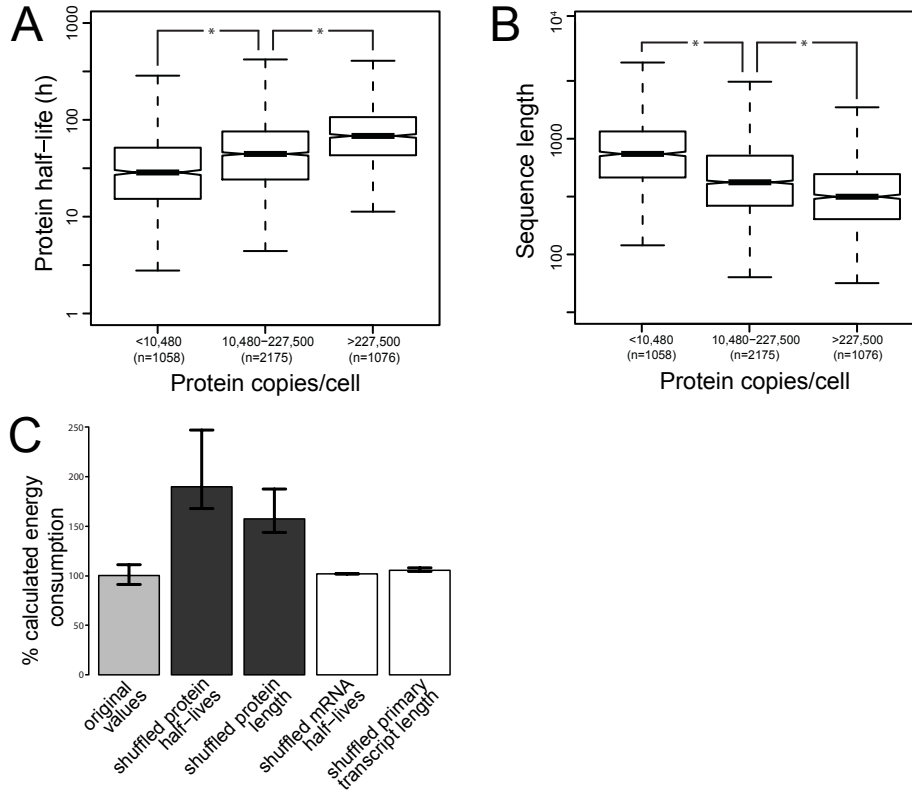 A
Protein half−life (h)
1000
100
10
1
*
*
<10,480
(n=1058)
10,480−227,500
(n=2175)
>227,500
(n=1076)
Protein copies/cell
B
Sequence length
10⁴
1000
100
*
*
<10,480
(n=1058)
10,480−227,500
(n=2175)
>227,500
(n=1076)
Protein copies/cell
C
% calculated energy
consumption
250
200
150
100
50
0
original
values
shuffled protein
half−lives
shuffled protein
length
shuffled mRNA
half−lives
shuffled primary
transcript length